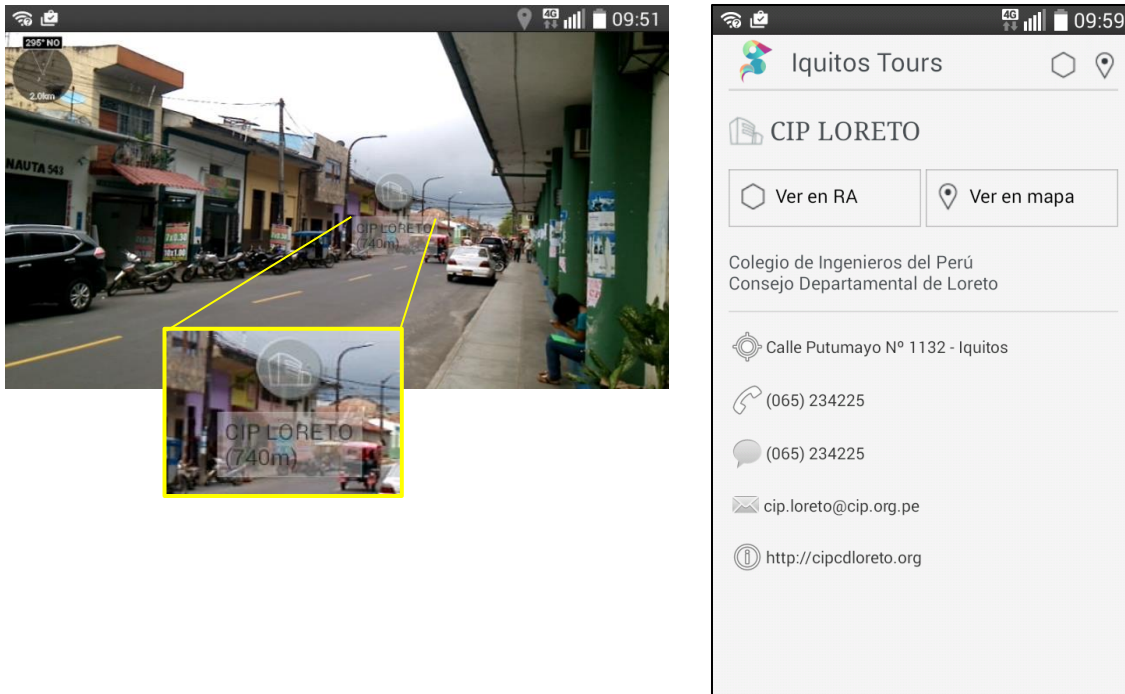 4G
09:51
295° NO
2.0km
NAUTA 543
CIP LORETO
(740m)
CIP LORETO
(740m)
4G
09:59
Iquitos Tours
CIP LORETO
Ver en RA
Ver en mapa
Colegio de Ingenieros del Perú
Consejo Departamental de Loreto
Calle Putumayo Nº 1132 - Iquitos
(065) 234225
(065) 234225
cip.loreto@cip.org.pe
http://cipcdloreto.org